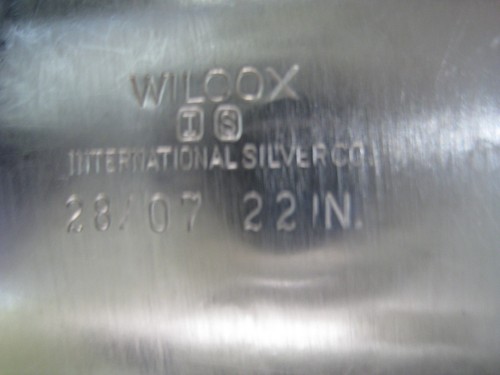 WILCOX
I S
INTERNATIONAL SILVER CO.
28/07 22 IN.